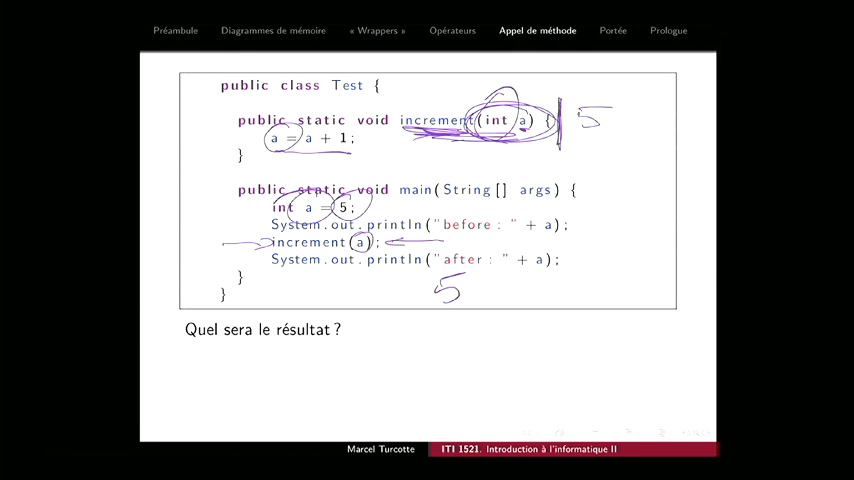 Préambule Diagrammes de mémoire « Wrappers » Opérateurs Appel de méthode Portée Prologue
public class Test {
public static void increment(int a) { 5
a = a + 1;
}
public static void main(String[] args) {
int a = 5;
System.out.println("before : " + a);
increment(a);
System.out.println("after : " + a);
}
5
}
Quel sera le résultat ?
Marcel Turcotte ITI 1521. Introduction à l'informatique II